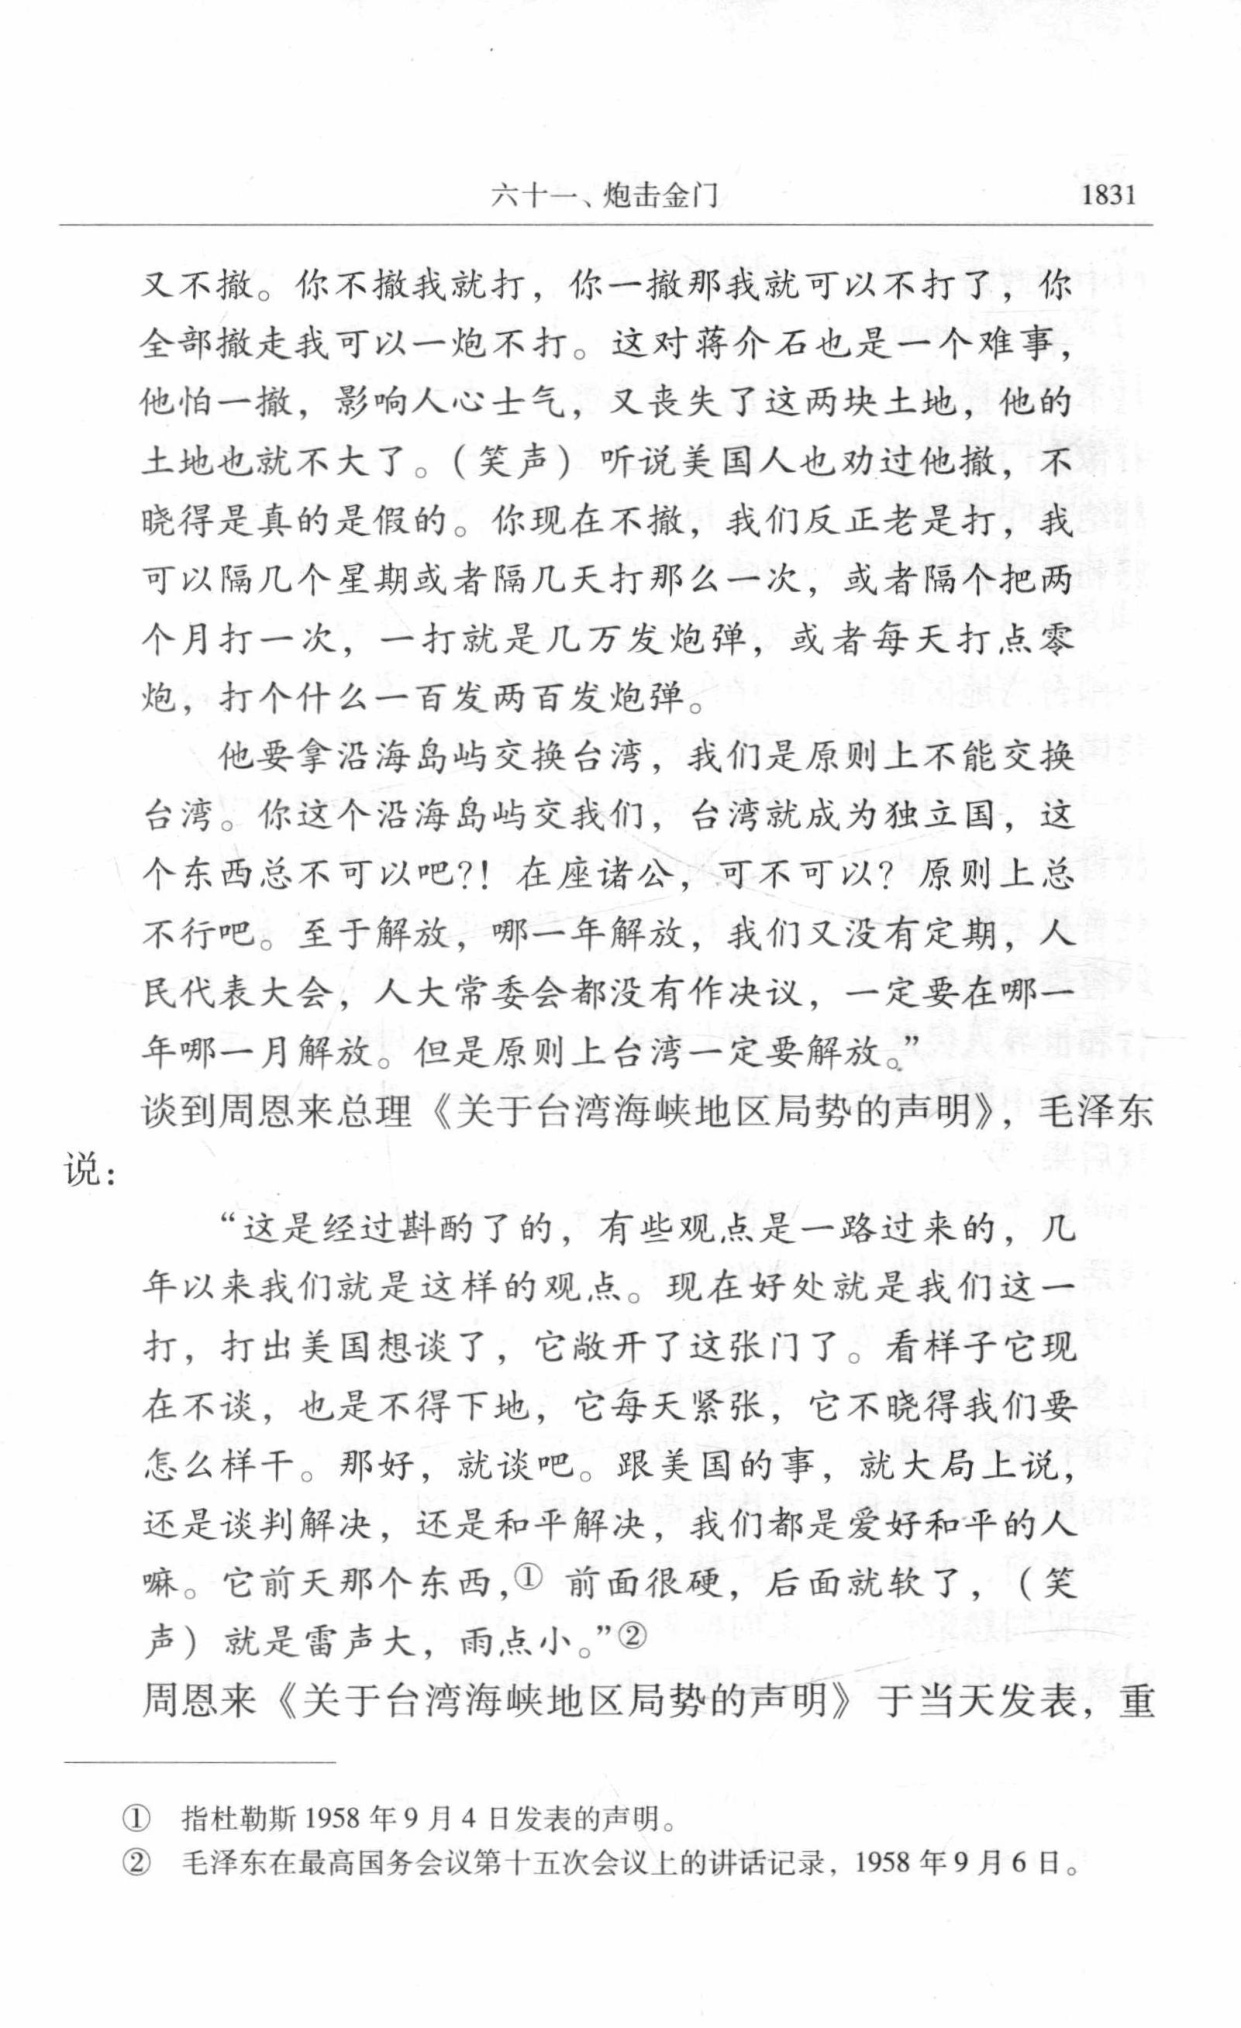 六十一、炮击金门 1831
又不撤。你不撤我就打，你一撤那我就可以不打了，你
全部撤走我可以一炮不打。这对蒋介石也是一个难事，
他怕一撤，影响人心士气，又丧失了这两块土地，他的
土地也就不大了。（笑声）听说美国人也劝过他撤，不
晓得是真的是假的。你现在不撤，我们反正老是打，我
可以隔几个星期或者隔几天打那么一次，或者隔个把两
个月打一次，一打就是几万发炮弹，或者每天打点零
炮，打个什么一百发两百发炮弹。
他要拿沿海岛屿交换台湾，我们是原则上不能交换
台湾。你这个沿海岛屿交我们，台湾就成为独立国，这
个东西总不可以吧?！在座诸公，可不可以？原则上总
不行吧。至于解放，哪一年解放，我们又没有定期，人
民代表大会，人大常委会都没有作决议，一定要在哪一
年哪一月解放。但是原则上台湾一定要解放。”
谈到周恩来总理《关于台湾海峡地区局势的声明》，毛泽东
说：
“这是经过斟酌了的，有些观点是一路过来的，几
年以来我们就是这样的观点。现在好处就是我们这一
打，打出美国想谈了，它敞开了这张门了。看样子它现
在不谈，也是不得下地，它每天紧张，它不晓得我们要
怎么样干。那好，就谈吧。跟美国的事，就大局上说，
还是谈判解决，还是和平解决，我们都是爱好和平的人
嘛。它前天那个东西，① 前面很硬，后面就软了，（笑
声）就是雷声大，雨点小。”②
周恩来《关于台湾海峡地区局势的声明》于当天发表，重
① 指杜勒斯 1958 年 9 月 4 日发表的声明。
② 毛泽东在最高国务会议第十五次会议上的讲话记录，1958 年 9 月 6 日。